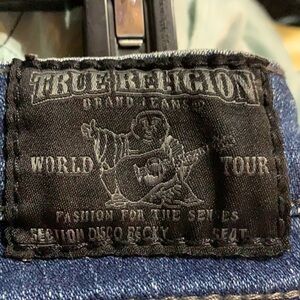 TRUE RELIGION
BRAND JEANS
WORLD TOUR
FASHION FOR THE SENSES
SECTION DISCO BECKY SEAT